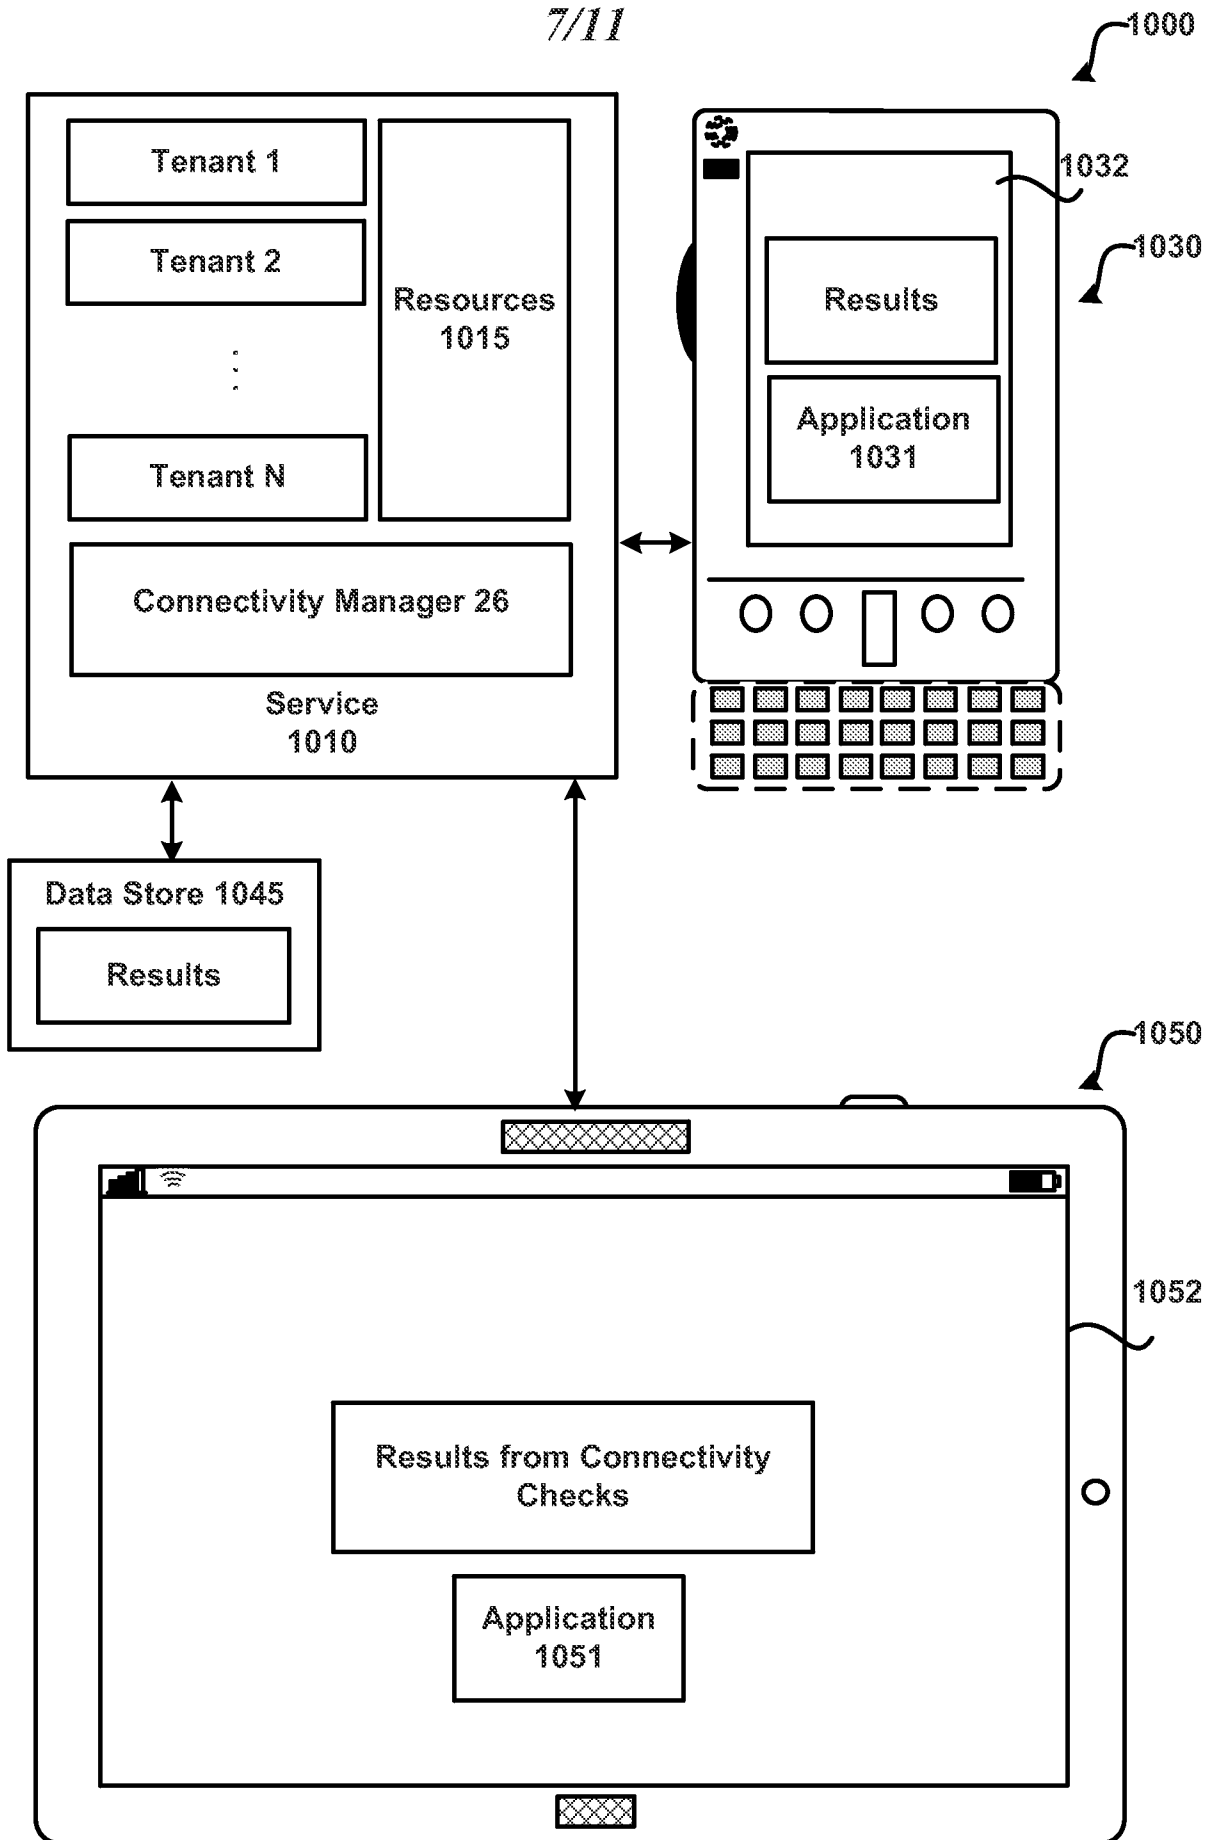 7/11
1000
Tenant 1
Tenant 2
Tenant N
Resources
1015
Connectivity Manager 26
Service
1010
1032
1030
Results
Application
1031
Data Store 1045
Results
1050
1052
Results from Connectivity
Checks
Application
1051